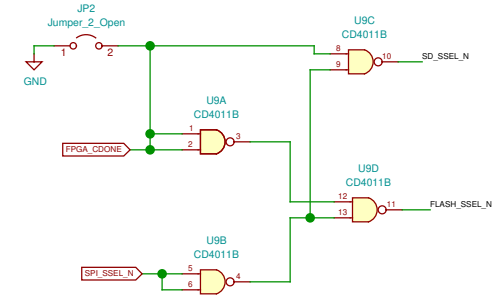 JP2
Jumper_2_Open
1
2
GND
U9C
CD4011B
8
9
10
SD_SSEL_N
U9A
CD4011B
1
2
3
FPGA_CDONE
U9D
CD4011B
12
13
11
FLASH_SSEL_N
U9B
CD4011B
5
6
4
SPI_SSEL_N